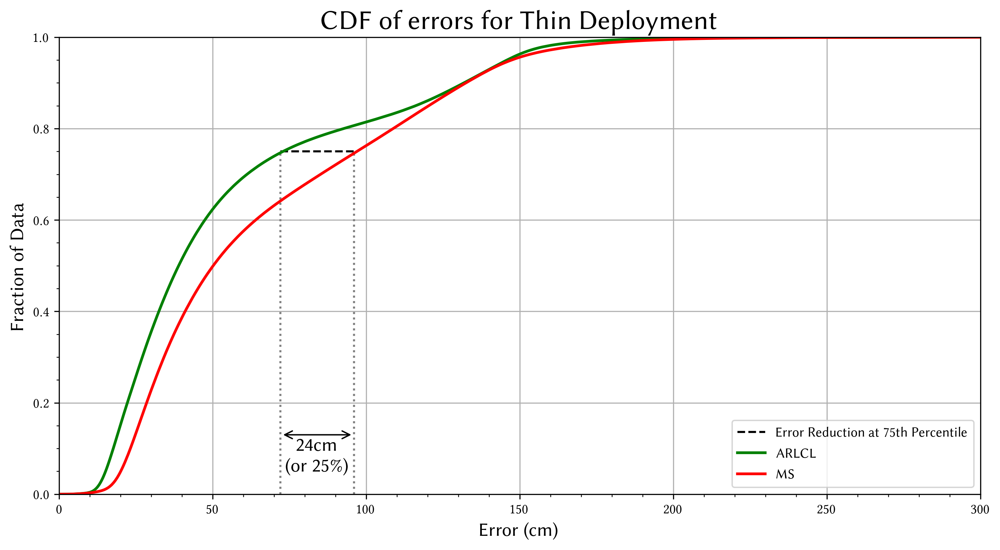 CDF of errors for Thin Deployment
1.0
0.8
0.6
0.4
0.2
0.0
Fraction of Data
24cm
(or 25%)
Error Reduction at 75th Percentile
ARLCL
MS
0 50 100 150 200 250 300
Error (cm)